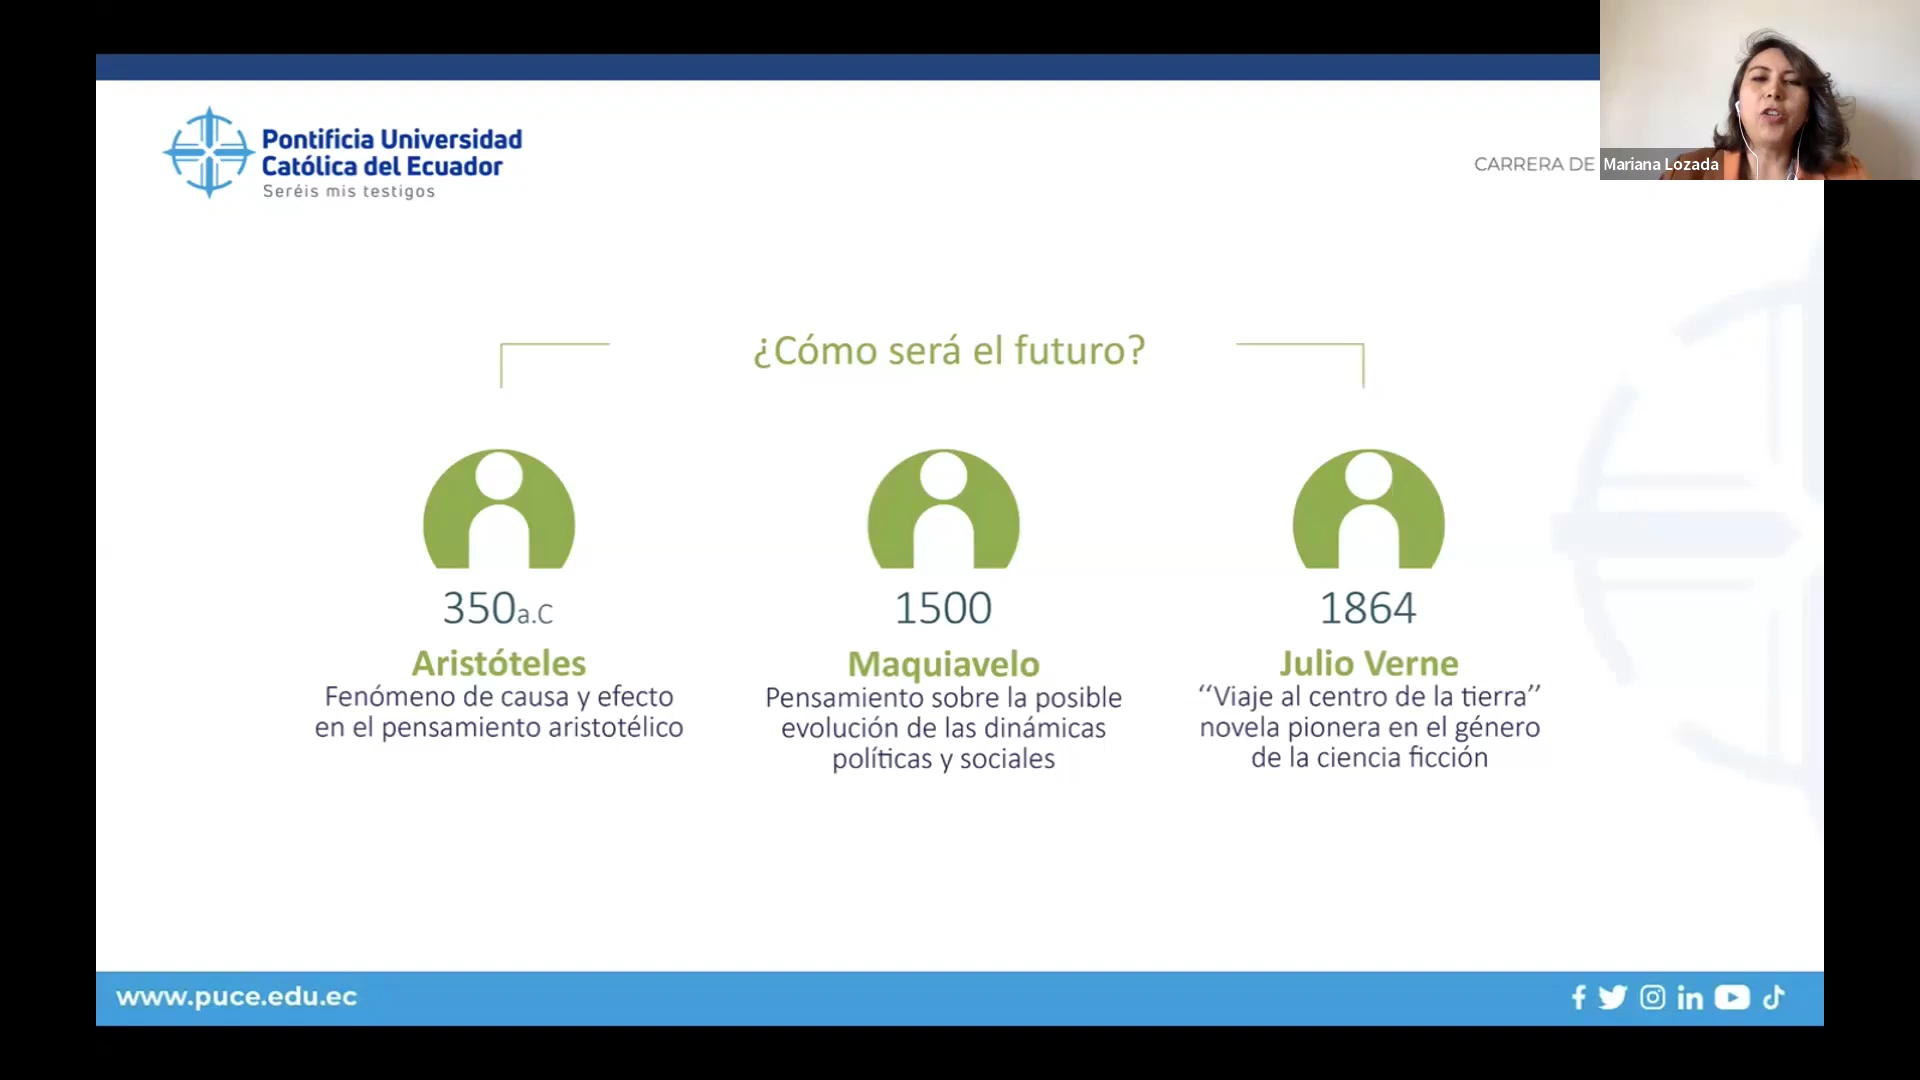 Pontificia Universidad
Católica del Ecuador
Seréis mis testigos
CARRERA DE
Mariana Lozada
¿Cómo será el futuro?
350a.C
Aristóteles
Fenómeno de causa y efecto
en el pensamiento aristotélico
1500
Maquiavelo
Pensamiento sobre la posible
evolución de las dinámicas
políticas y sociales
1864
Julio Verne
‘‘Viaje al centro de la tierra’’
novela pionera en el género
de la ciencia ficción
www.puce.edu.ec